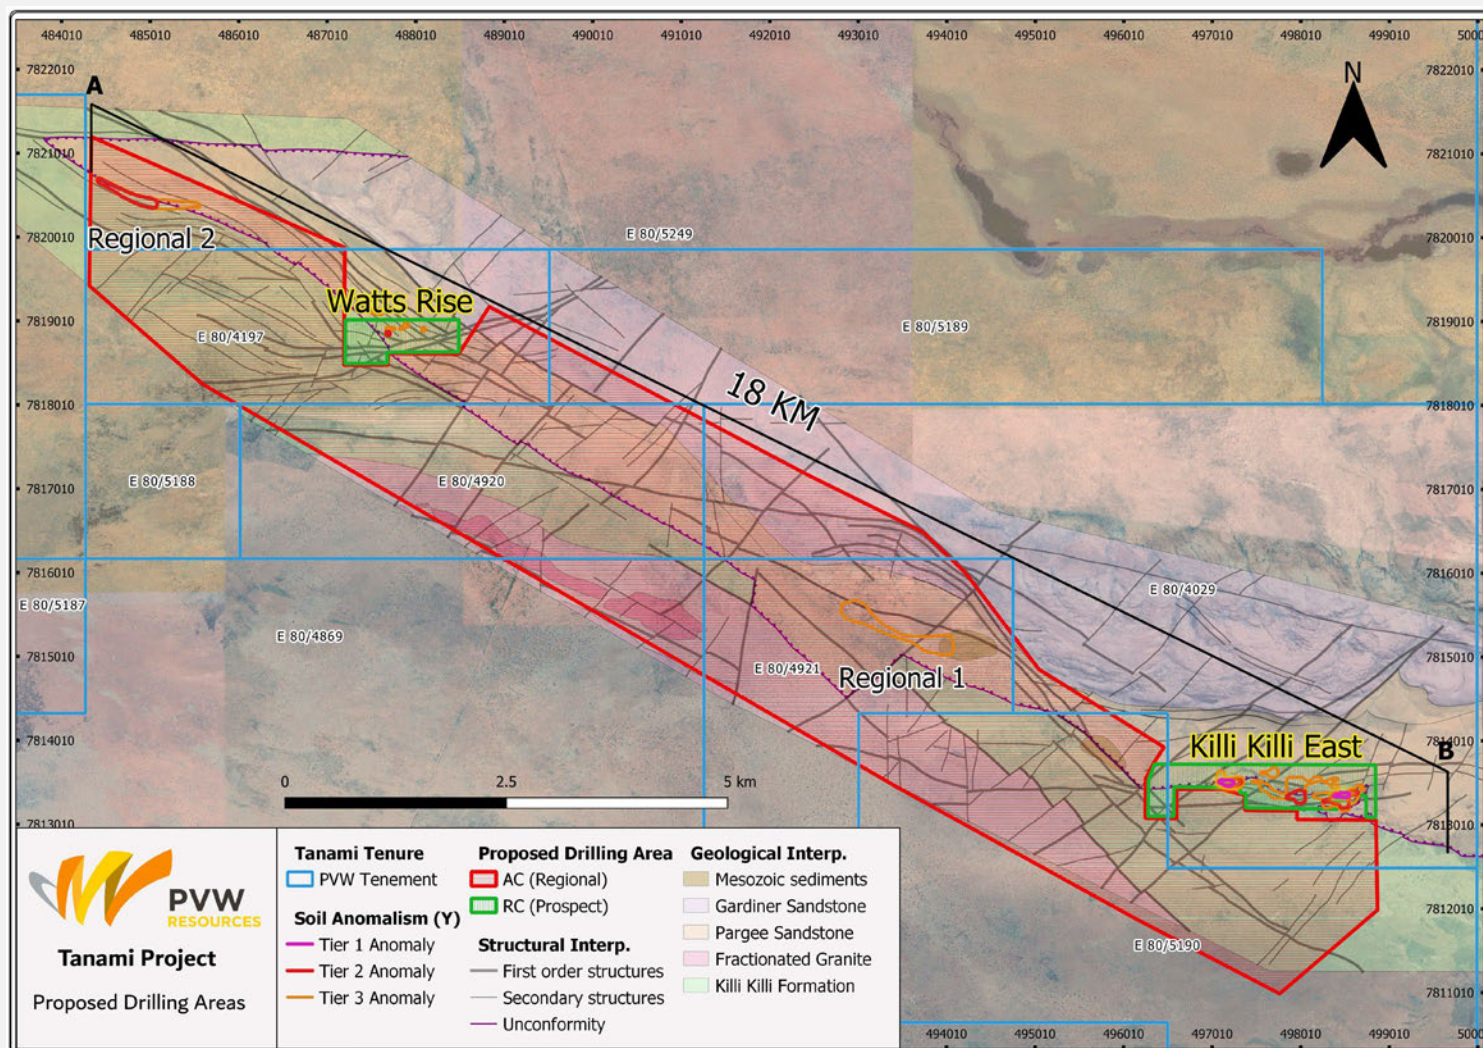 484010 485010 486010 487010 488010 489010 490010 491010 492010 493010 494010 495010 496010 497010 498010 499010 5000
7822010 7822010
A
N
7821010 7821010
7820010 7820010
Regional 2
E 80/5249
Watts Rise
7819010 7819010
E 80/4197
E 80/5189
18 KM
7818010 7818010
E 80/5188
E 80/4920
7817010 7817010
7816010 7816010
E 80/5187
E 80/4029
E 80/4869
7815010 7815010
E 80/4921
Regional 1
7814010 7814010
Killi Killi East
B
0 2.5 5 km
7813010 7813010
7812010
E 80/5190
7811010
494010 495010 496010 497010 498010 499010 5000
PVW
RESOURCES
Tanami Project
Proposed Drilling Areas
Tanami Tenure
PVW Tenement
Soil Anomalism (Y)
Tier 1 Anomaly
Tier 2 Anomaly
Tier 3 Anomaly
Proposed Drilling Area
AC (Regional)
RC (Prospect)
Structural Interp.
First order structures
Secondary structures
Unconformity
Geological Interp.
Mesozoic sediments
Gardiner Sandstone
Pargee Sandstone
Fractionated Granite
Killi Killi Formation